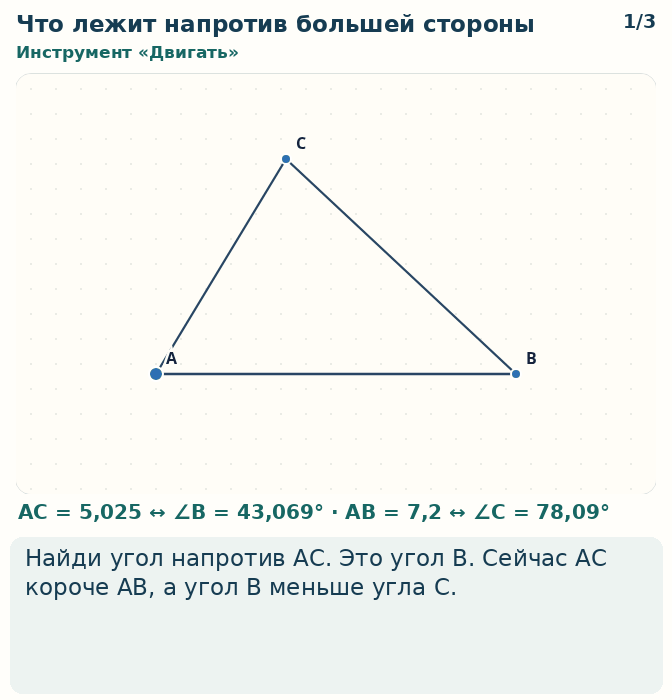 Что лежит напротив большей стороны
1/3
Инструмент «Двигать»
C
A
B
AC = 5,025 ↔ ∠B = 43,069° · AB = 7,2 ↔ ∠C = 78,09°
Найди угол напротив AC. Это угол B. Сейчас AC
короче AB, а угол B меньше угла C.